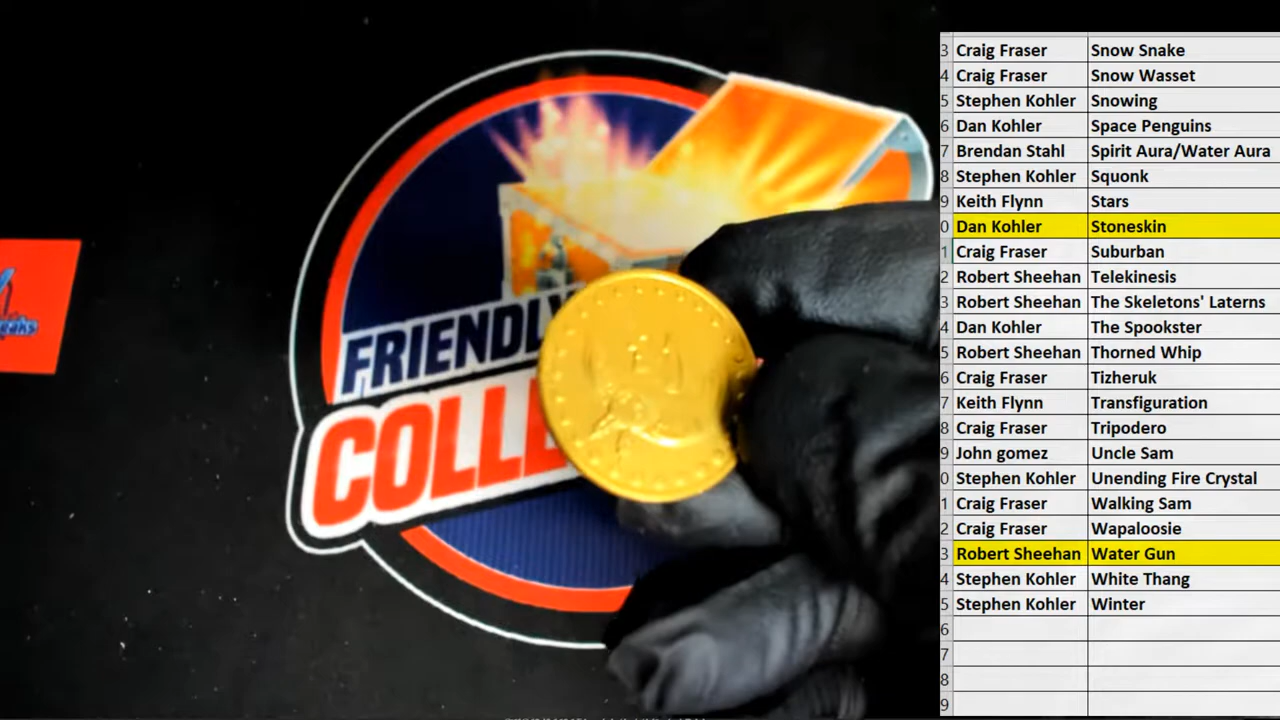 eaks
FRIENDLY
COLLE
3 Craig Fraser Snow Snake
4 Craig Fraser Snow Wasset
5 Stephen Kohler Snowing
6 Dan Kohler Space Penguins
7 Brendan Stahl Spirit Aura/Water Aura
8 Stephen Kohler Squonk
9 Keith Flynn Stars
0 Dan Kohler Stoneskin
1 Craig Fraser Suburban
2 Robert Sheehan Telekinesis
3 Robert Sheehan The Skeletons' Laterns
4 Dan Kohler The Spookster
5 Robert Sheehan Thorned Whip
6 Craig Fraser Tizheruk
7 Keith Flynn Transfiguration
8 Craig Fraser Tripodero
9 John gomez Uncle Sam
0 Stephen Kohler Unending Fire Crystal
1 Craig Fraser Walking Sam
2 Craig Fraser Wapaloosie
3 Robert Sheehan Water Gun
4 Stephen Kohler White Thang
5 Stephen Kohler Winter
6
7
8
9